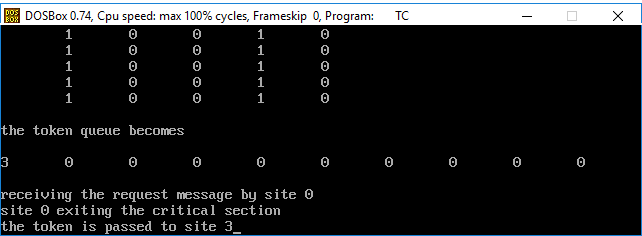 DOSBox 0.74, Cpu speed: max 100% cycles, Frameskip 0, Program: TC
1 0 0 1 0
1 0 0 1 0
1 0 0 1 0
1 0 0 1 0
1 0 0 1 0
the token queue becomes
3 0 0 0 0 0 0 0 0 0
receiving the request message by site 0
site 0 exiting the critical section
the token is passed to site 3_